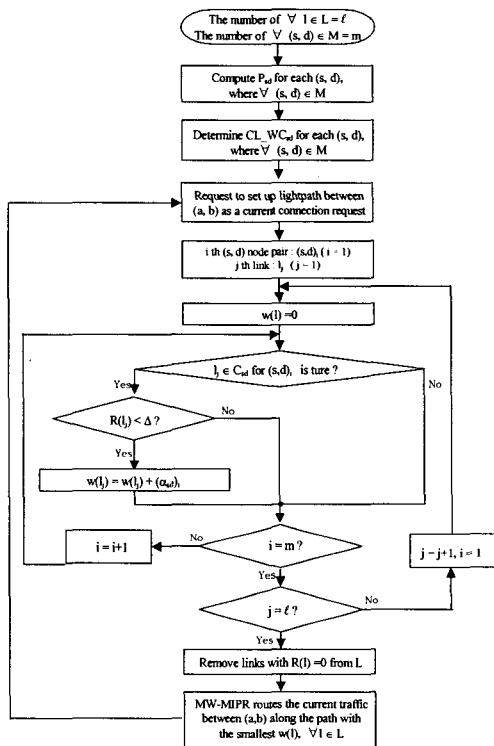 The number of ∀ l ∈ L = ℓ
The number of ∀ (s, d) ∈ M = m
Compute P_sd for each (s, d),
where ∀ (s, d) ∈ M
Determine CL_WC_sd for each (s, d),
where ∀ (s, d) ∈ M
Request to set up lightpath between
(a, b) as a current connection request
i th (s, d) node pair : (s,d)_i ( i = 1)
j th link : l_j ( j = 1)
w(l) =0
l_j ∈ C_sd for (s,d)_i is ture ?
Yes
No
R(l_j) < Δ ?
No
Yes
w(l_j) = w(l_j) + (α_sd)_i
i = i+1
No
i = m ?
j = j+1, i = 1
Yes
j = ℓ ?
No
Yes
Remove links with R(l) =0 from L
MW-MIPR routes the current traffic
between (a,b) along the path with
the smallest w(l), ∀ l ∈ L